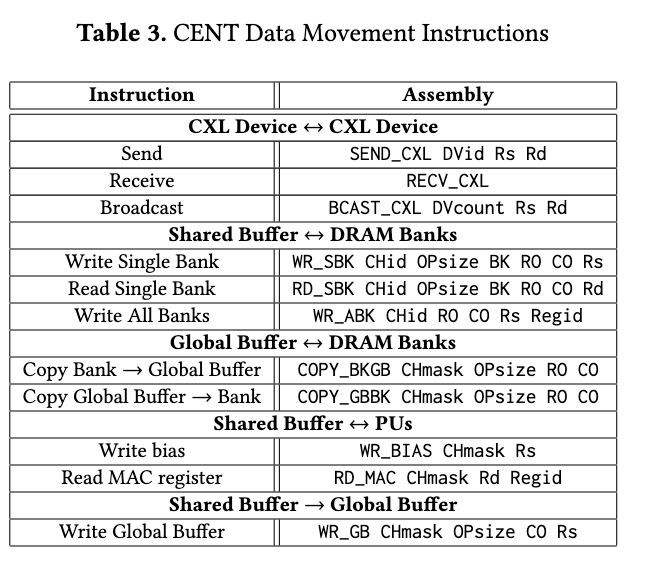 Table 3. CENT Data Movement Instructions
Instruction Assembly
CXL Device ↔ CXL Device
Send SEND_CXL DVid Rs Rd
Receive RECV_CXL
Broadcast BCAST_CXL DVcount Rs Rd
Shared Buffer ↔ DRAM Banks
Write Single Bank WR_SBK CHid OPsize BK RO CO Rs
Read Single Bank RD_SBK CHid OPsize BK RO CO Rd
Write All Banks WR_ABK CHid RO CO Rs Regid
Global Buffer ↔ DRAM Banks
Copy Bank → Global Buffer COPY_BKGB CHmask OPsize RO CO
Copy Global Buffer → Bank COPY_GBBK CHmask OPsize RO CO
Shared Buffer ↔ PUs
Write bias WR_BIAS CHmask Rs
Read MAC register RD_MAC CHmask Rd Regid
Shared Buffer → Global Buffer
Write Global Buffer WR_GB CHmask OPsize CO Rs